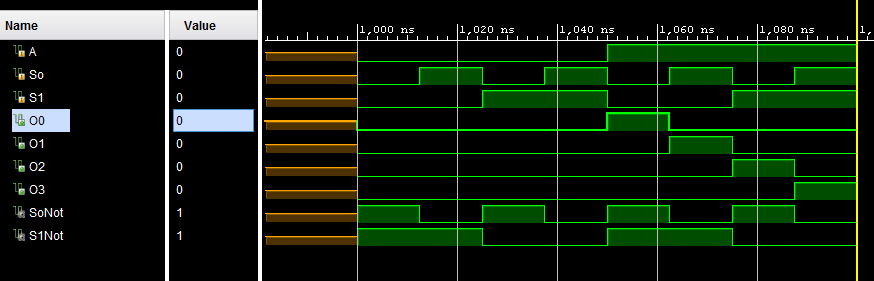 Name Value
1,000 ns 1,020 ns 1,040 ns 1,060 ns 1,080 ns 1,
A 0
So 0
S1 0
O0 0
O1 0
O2 0
O3 0
SoNot 1
S1Not 1